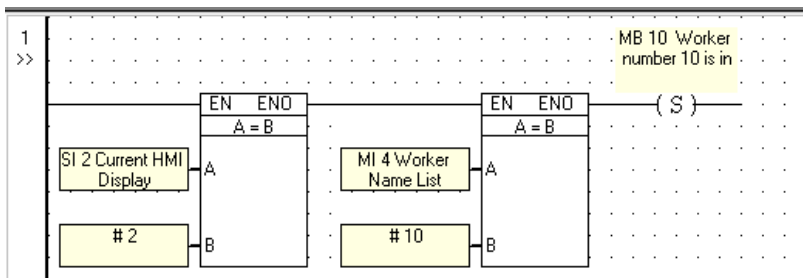 1
>>
MB 10 Worker
number 10 is in
EN ENO
A = B
EN ENO
A = B
( S )
SI 2 Current HMI
Display
A
MI 4 Worker
Name List
A
# 2
B
# 10
B